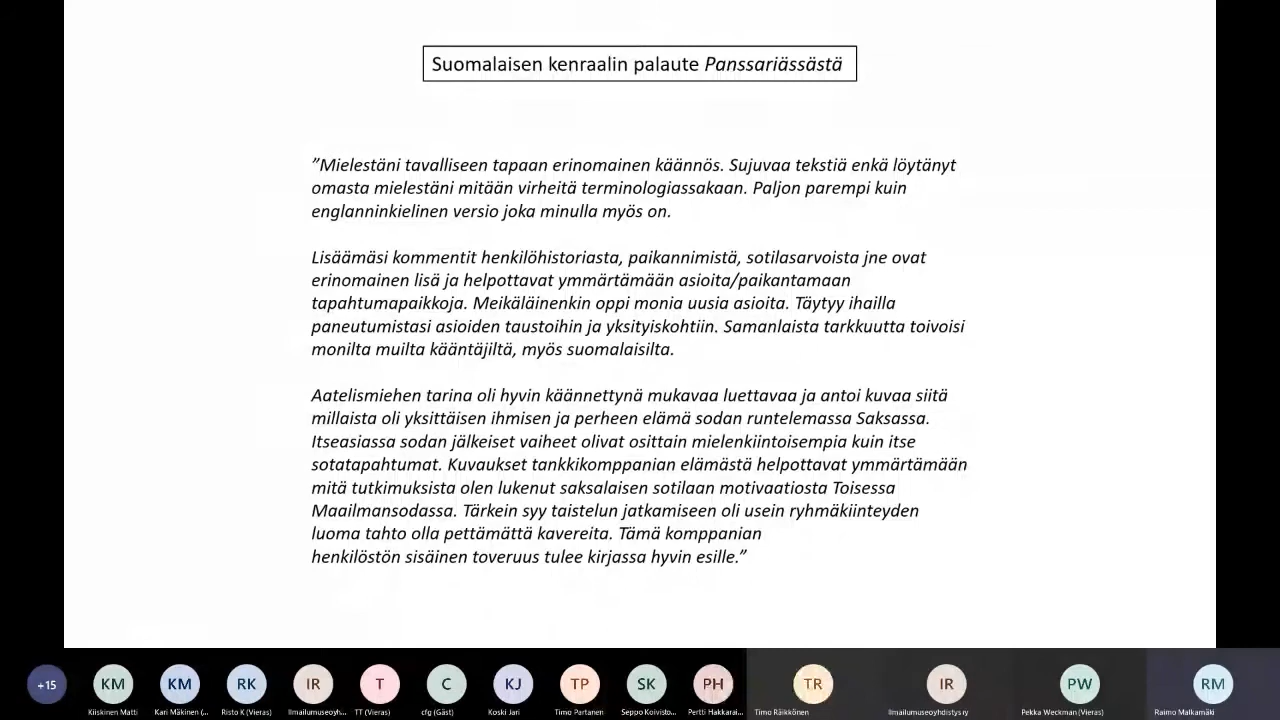 Suomalaisen kenraalin palaute Panssariässästä
”Mielestäni tavalliseen tapaan erinomainen käännös. Sujuvaa tekstiä enkä löytänyt
omasta mielestäni mitään virheitä terminologiassakaan. Paljon parempi kuin
englanninkielinen versio joka minulla myös on.
Lisäämäsi kommentit henkilöhistoriasta, paikannimistä, sotilasarvoista jne ovat
erinomainen lisä ja helpottavat ymmärtämään asioita/paikantamaan
tapahtumapaikkoja. Meikäläinenkin oppi monia uusia asioita. Täytyy ihailla
paneutumistasi asioiden taustoihin ja yksityiskohtiin. Samanlaista tarkkuutta toivoisi
monilta muilta kääntäjiltä, myös suomalaisilta.
Aatelismiehen tarina oli hyvin käännettynä mukavaa luettavaa ja antoi kuvaa siitä
millaista oli yksittäisen ihmisen ja perheen elämä sodan runtelemassa Saksassa.
Itseasiassa sodan jälkeiset vaiheet olivat osittain mielenkiintoisempia kuin itse
sotatapahtumat. Kuvaukset tankkikomppanian elämästä helpottavat ymmärtämään
mitä tutkimuksista olen lukenut saksalaisen sotilaan motivaatiosta Toisessa
Maailmansodassa. Tärkein syy taistelun jatkamiseen oli usein ryhmäkiinteyden
luoma tahto olla pettämättä kavereita. Tämä komppanian
henkilöstön sisäinen toveruus tulee kirjassa hyvin esille.”
+15 KM KM RK IR T C KJ TP SK PH TR IR PW RM
Kiiskinen Matti Kari Mäkinen (... Risto K (Vieras) Ilmailumuseoyh... TT (Vieras) cfg (Gäst) Koski Jari Timo Partanen Seppo Koivisto... Pertti Hakkarai... Timo Räikkönen Ilmailumuseoyhdistys ry Pekka Weckman (Vieras) Raimo Malkamäki